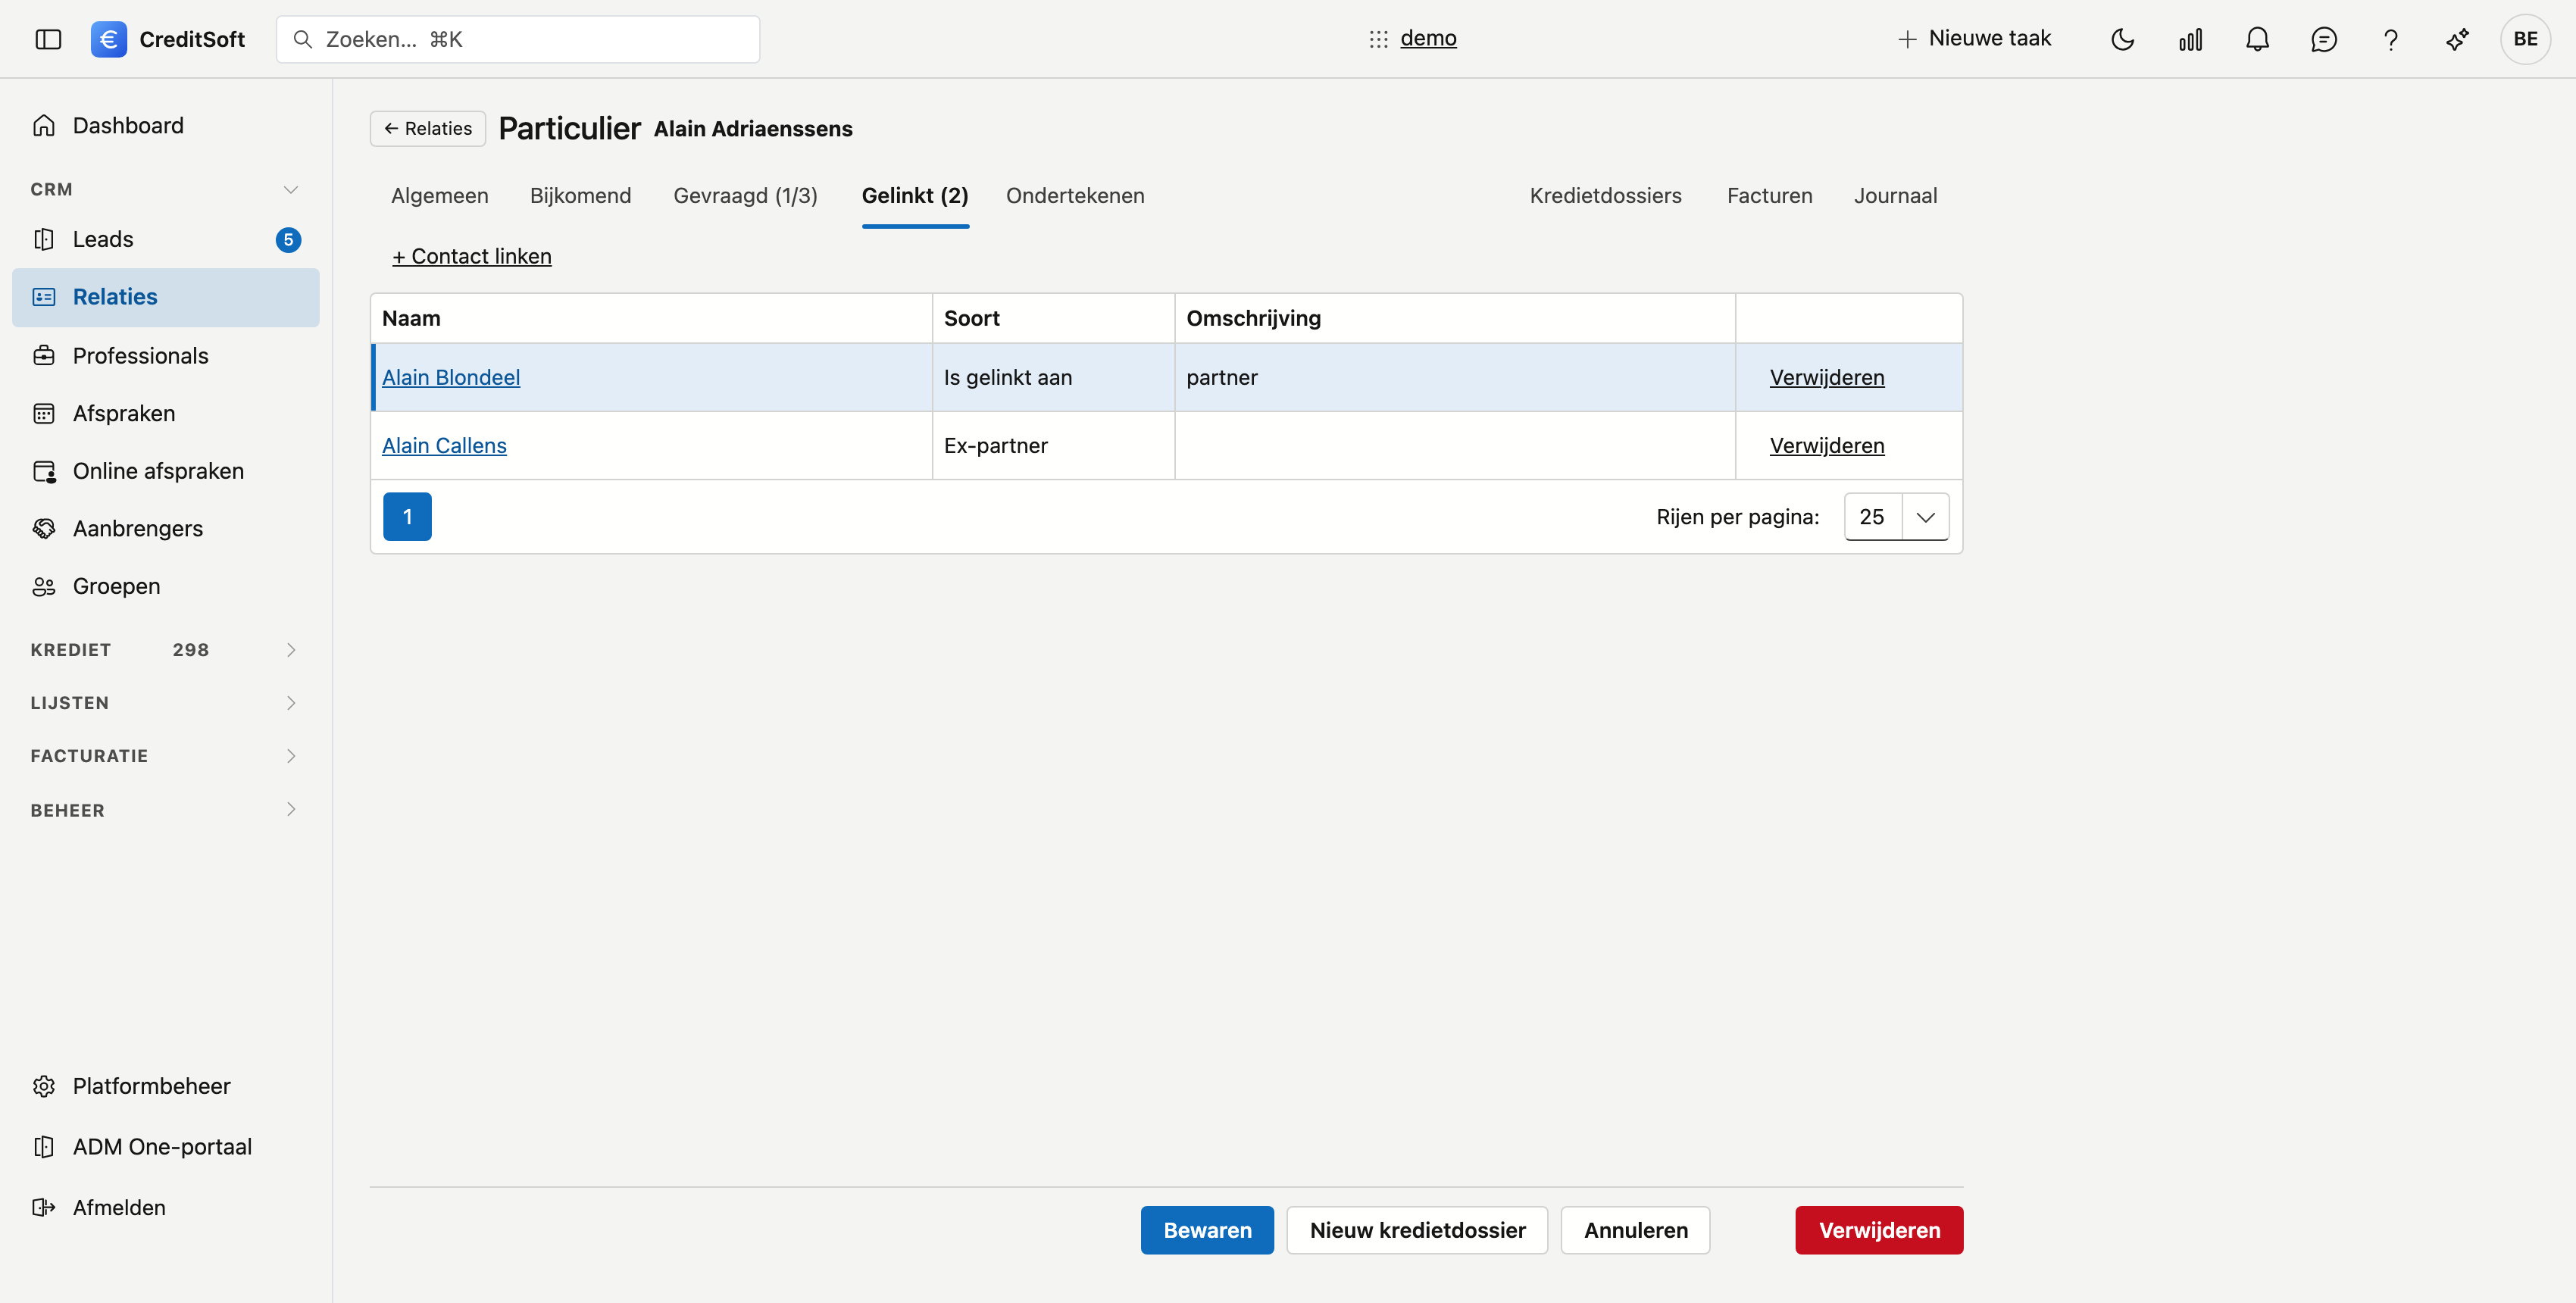 € CreditSoft
Zoeken... ⌘K
demo
Nieuwe taak
BE
Dashboard
CRM
Leads 5
Relaties
Professionals
Afspraken
Online afspraken
Aanbrengers
Groepen
KREDIET 298
LIJSTEN
FACTURATIE
BEHEER
Platformbeheer
ADM One-portaal
Afmelden
← Relaties Particulier Alain Adriaenssens
Algemeen Bijkomend Gevraagd (1/3) Gelinkt (2) Ondertekenen Kredietdossiers Facturen Journaal
+ Contact linken
Naam Soort Omschrijving
Alain Blondeel Is gelinkt aan partner Verwijderen
Alain Callens Ex-partner Verwijderen
1 Rijen per pagina: 25
Bewaren Nieuw kredietdossier Annuleren Verwijderen